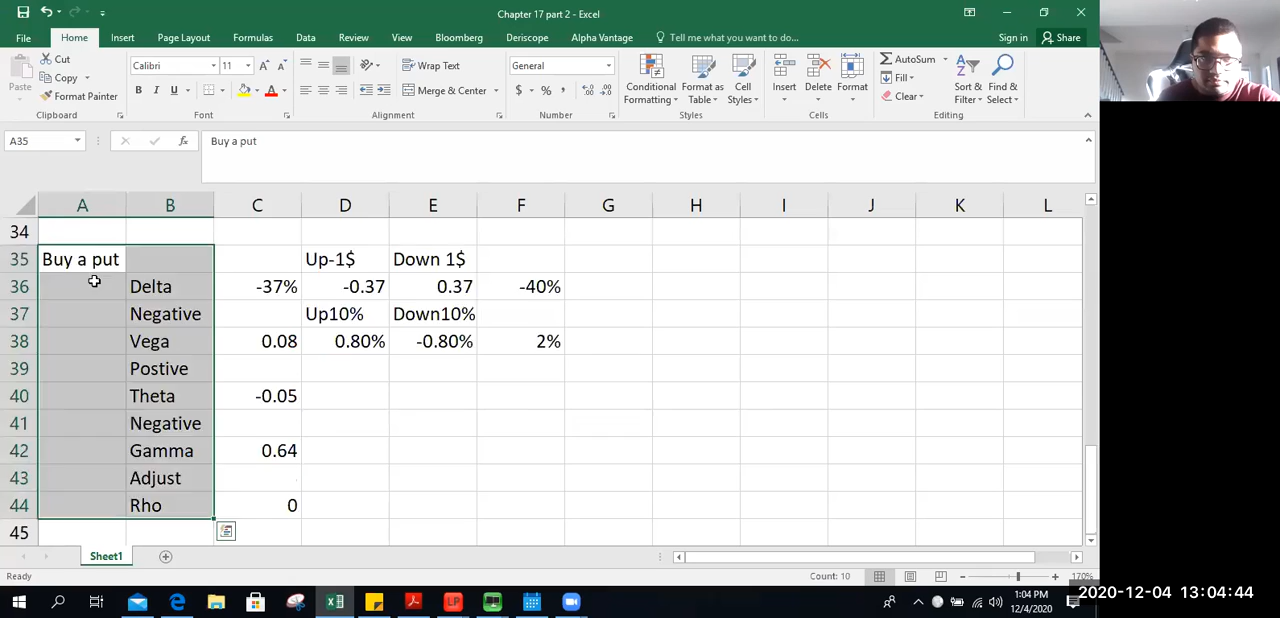 Chapter 17 part 2 - Excel
File Home Insert Page Layout Formulas Data Review View Bloomberg Deriscope Alpha Vantage Tell me what you want to do... Sign in Share
Cut
Copy
Format Painter
Paste
Clipboard
Calibri 11
B I U
Font
Wrap Text
Merge & Center
Alignment
General
$ % ,
Number
Conditional Formatting
Format as Table
Cell Styles
Styles
Insert Delete Format
Cells
AutoSum
Fill
Clear
Sort & Filter
Find & Select
Editing
A35 fx Buy a put
A B C D E F G H I J K L
34
35 Buy a put Up-1$ Down 1$
36 Delta -37% -0.37 0.37 -40%
37 Negative Up10% Down10%
38 Vega 0.08 0.80% -0.80% 2%
39 Postive
40 Theta -0.05
41 Negative
42 Gamma 0.64
43 Adjust
44 Rho 0
45
Sheet1
Ready Count: 10 170%
1:04 PM
12/4/2020
2020-12-04 13:04:44